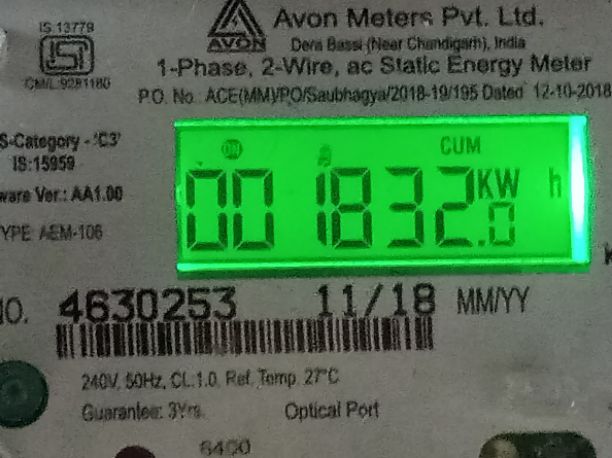 IS 13779
Avon Meters Pvt. Ltd.
AVON
Dera Bassi (Near Chandigarh), India
CM/L 9281180
1-Phase, 2-Wire, ac Static Energy Meter
P.O. No. ACE(MM)/PO/Saubhagya/2018-19/195 Dated 12-10-2018
S-Category - 'C3'
IS:15959
ware Ver.: AA1.00
YPE: AEM-106
ON CUM
001832.0 KW h
K
NO. 4630253 11/18 MM/YY
240V, 50Hz, CL:1.0, Ref. Temp. 27°C
Guarantee: 3Yrs. Optical Port
6400